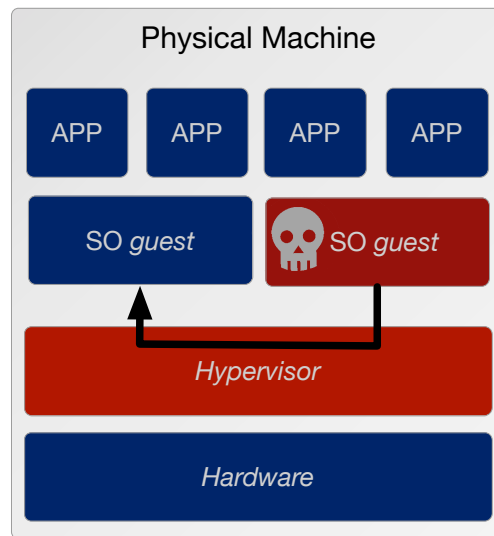 Physical Machine
APP APP APP APP
SO guest SO guest
Hypervisor
Hardware